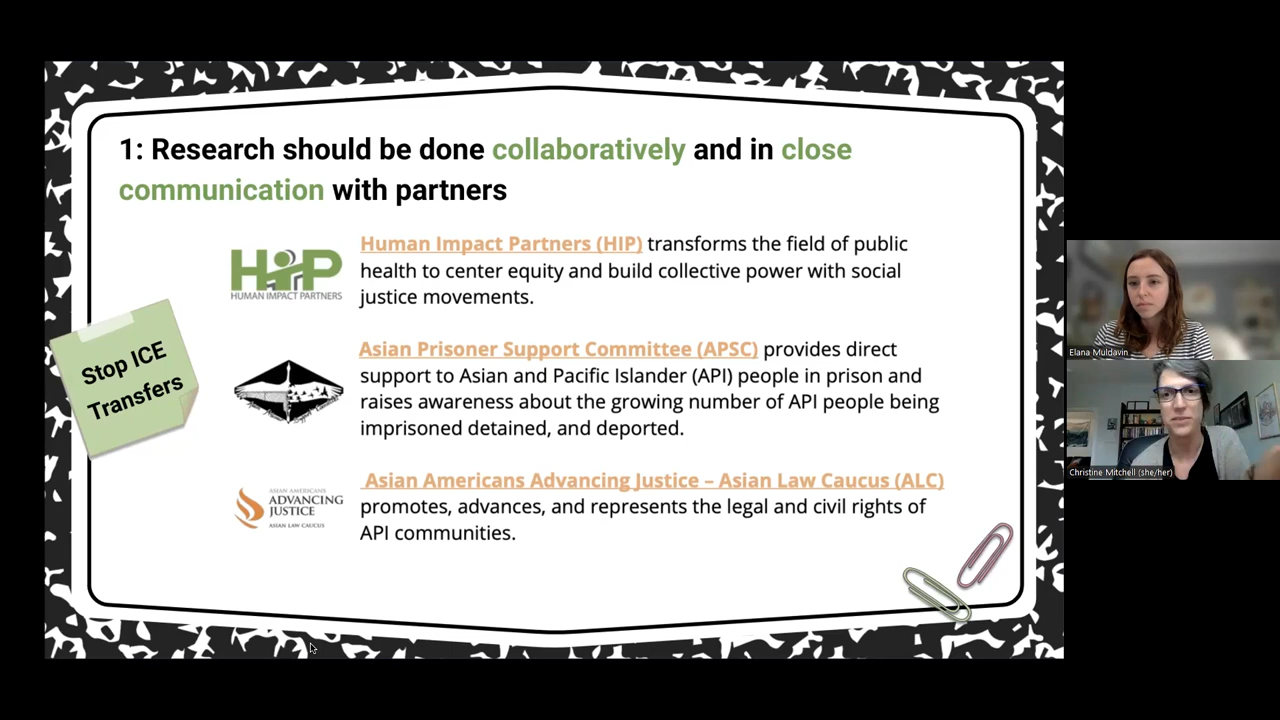 1: Research should be done collaboratively and in close
communication with partners
HIP
HUMAN IMPACT PARTNERS
Human Impact Partners (HIP) transforms the field of public
health to center equity and build collective power with social
justice movements.
Stop ICE
Transfers
Asian Prisoner Support Committee (APSC) provides direct
support to Asian and Pacific Islander (API) people in prison and
raises awareness about the growing number of API people being
imprisoned detained, and deported.
ASIAN AMERICANS
ADVANCING
JUSTICE
ASIAN LAW CAUCUS
Asian Americans Advancing Justice – Asian Law Caucus (ALC)
promotes, advances, and represents the legal and civil rights of
API communities.
Elana Muldavin
Christine Mitchell (she/her)